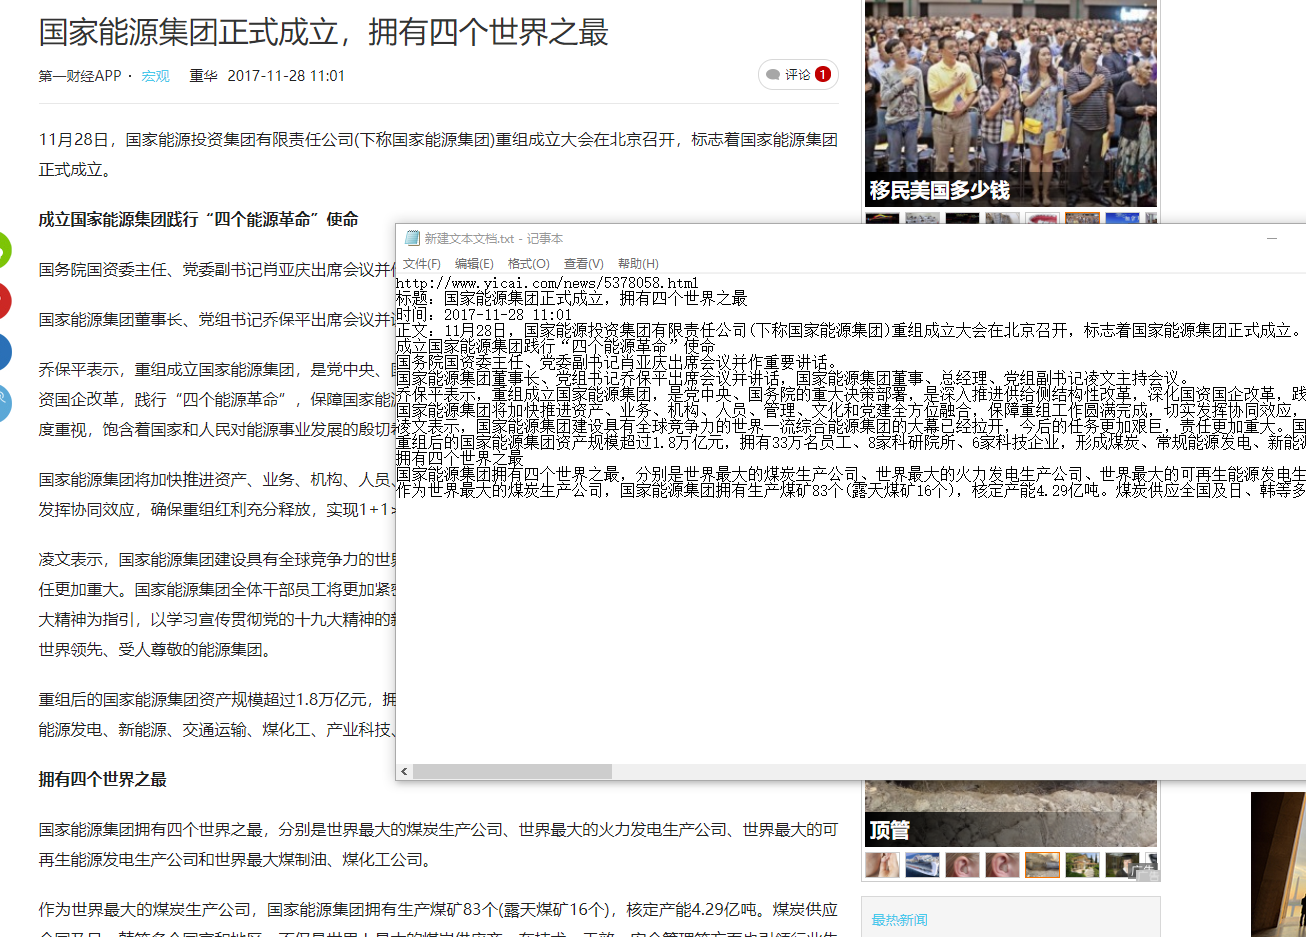 国家能源集团正式成立，拥有四个世界之最
第一财经APP · 宏观 重华 2017-11-28 11:01
评论 1
11月28日，国家能源投资集团有限责任公司(下称国家能源集团)重组成立大会在北京召开，标志着国家能源集团
正式成立。
成立国家能源集团践行“四个能源革命”使命
国务院国资委主任、党委副书记肖亚庆出席会议并
国家能源集团董事长、党组书记乔保平出席会议并
乔保平表示，重组成立国家能源集团，是党中央、
资国企改革，践行“四个能源革命”，保障国家能
度重视，饱含着国家和人民对能源事业发展的殷切
国家能源集团将加快推进资产、业务、机构、人员、
发挥协同效应，确保重组红利充分释放，实现1+1>
凌文表示，国家能源集团建设具有全球竞争力的世
任更加重大。国家能源集团全体干部员工将更加紧
大精神为指引，以学习宣传贯彻党的十九大精神的
世界领先、受人尊敬的能源集团。
重组后的国家能源集团资产规模超过1.8万亿元，拥
能源发电、新能源、交通运输、煤化工、产业科技、
拥有四个世界之最
国家能源集团拥有四个世界之最，分别是世界最大的煤炭生产公司、世界最大的火力发电生产公司、世界最大的可
再生能源发电生产公司和世界最大煤制油、煤化工公司。
作为世界最大的煤炭生产公司，国家能源集团拥有生产煤矿83个(露天煤矿16个)，核定产能4.29亿吨。煤炭供应
移民美国多少钱
新建文本文档.txt - 记事本
文件(F) 编辑(E) 格式(O) 查看(V) 帮助(H)
http://www.yicai.com/news/5378058.html
标题：国家能源集团正式成立，拥有四个世界之最
时间：2017-11-28 11:01
正文：11月28日，国家能源投资集团有限责任公司(下称国家能源集团)重组成立大会在北京召开，标志着国家能源集团正式成立。
成立国家能源集团践行“四个能源革命”使命
国务院国资委主任、党委副书记肖亚庆出席会议并作重要讲话。
国家能源集团董事长、党组书记乔保平出席会议并讲话，国家能源集团董事、总经理、党组副书记凌文主持会议。
乔保平表示，重组成立国家能源集团，是党中央、国务院的重大决策部署，是深入推进供给侧结构性改革，深化国资国企改革，践
国家能源集团将加快推进资产、业务、机构、人员、管理、文化和党建全方位融合，保障重组工作圆满完成，切实发挥协同效应，
凌文表示，国家能源集团建设具有全球竞争力的世界一流综合能源集团的大幕已经拉开，今后的任务更加艰巨，责任更加重大。国
重组后的国家能源集团资产规模超过1.8万亿元，拥有33万名员工、8家科研院所、6家科技企业，形成煤炭、常规能源发电、新能源
拥有四个世界之最
国家能源集团拥有四个世界之最，分别是世界最大的煤炭生产公司、世界最大的火力发电生产公司、世界最大的可再生能源发电生
作为世界最大的煤炭生产公司，国家能源集团拥有生产煤矿83个(露天煤矿16个)，核定产能4.29亿吨。煤炭供应全国及日、韩等多
顶管
最热新闻